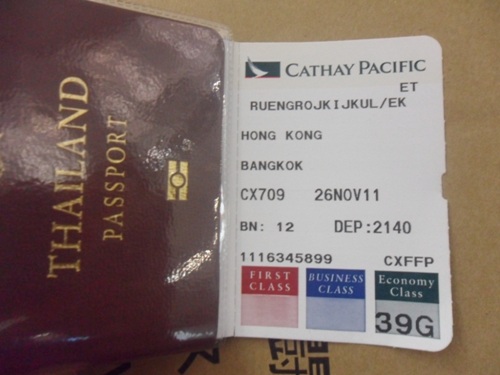 THAILAND
PASSPORT
CATHAY PACIFIC
ET
RUENGROJKIJKUL/EK
HONG KONG
BANGKOK
CX709 26NOV11
BN: 12 DEP:2140
1116345899 CXFFP
FIRST CLASS
BUSINESS CLASS
Economy Class
39G